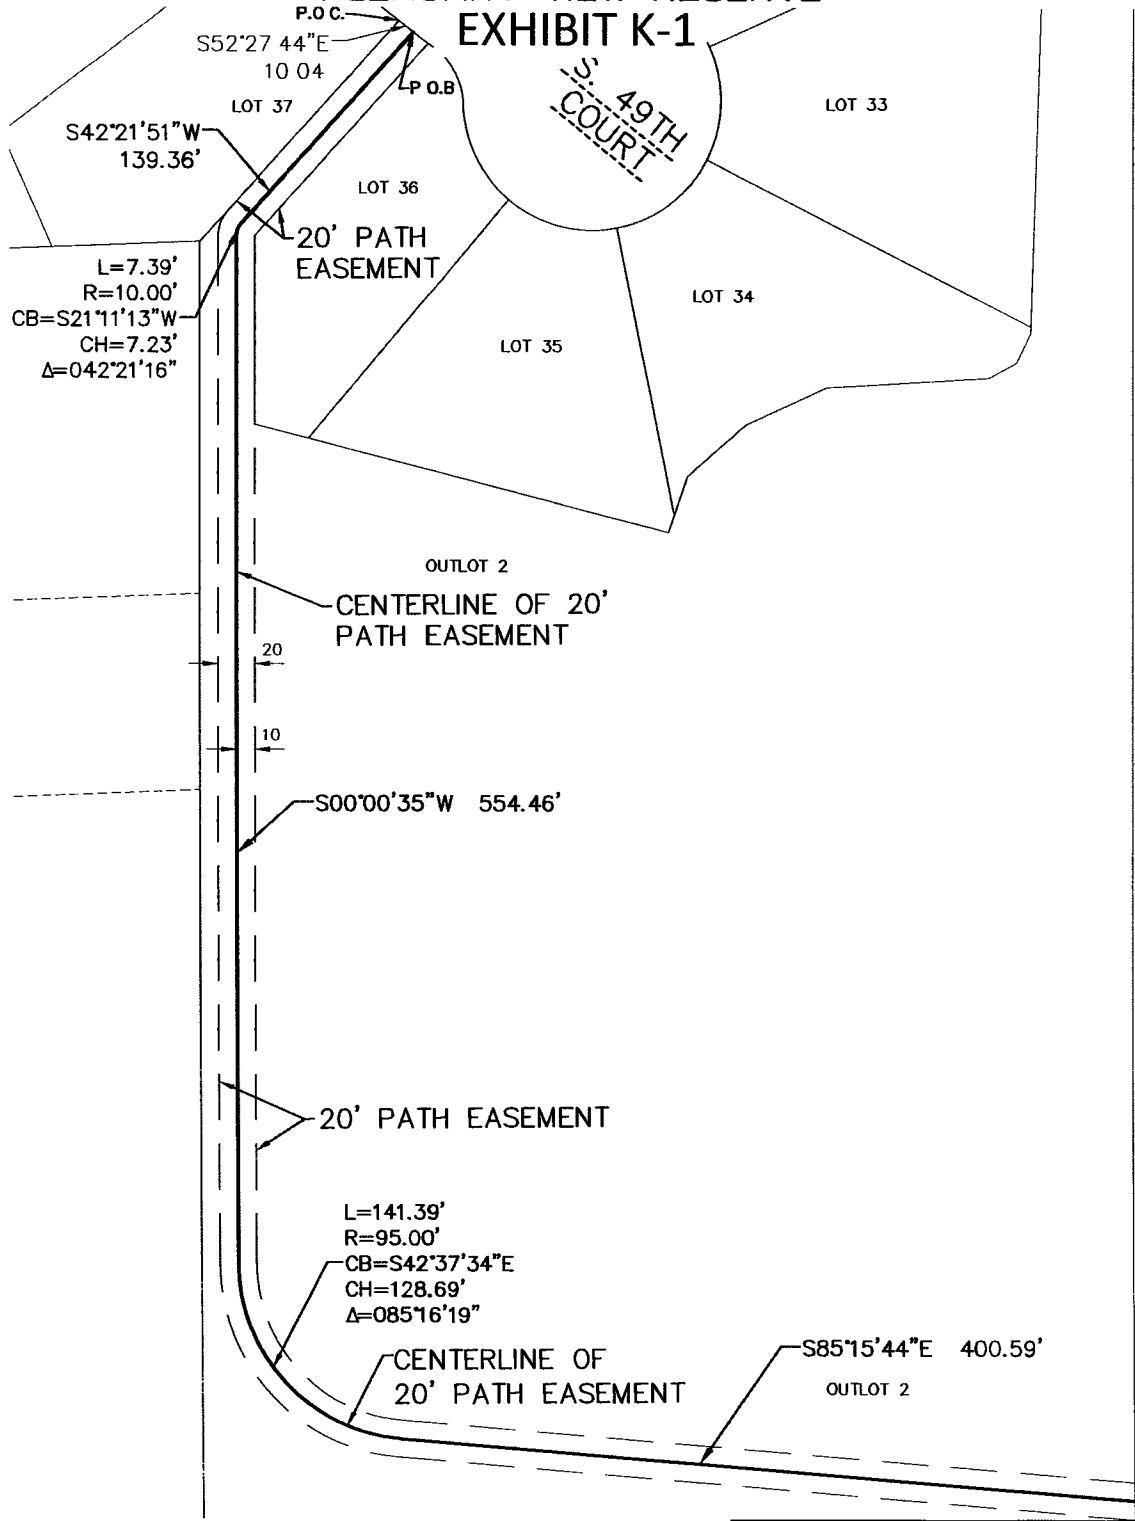 EXHIBIT K-1
P.O C.
S52°27 44"E
10 04
P O.B
S. 49TH
COURT
LOT 37
LOT 33
S42°21'51"W
139.36'
LOT 36
20' PATH
EASEMENT
L=7.39'
R=10.00'
CB=S21°11'13"W
CH=7.23'
Δ=042°21'16"
LOT 34
LOT 35
OUTLOT 2
CENTERLINE OF 20'
PATH EASEMENT
20
10
S00°00'35"W 554.46'
20' PATH EASEMENT
L=141.39'
R=95.00'
CB=S42°37'34"E
CH=128.69'
Δ=085°16'19"
CENTERLINE OF
20' PATH EASEMENT
S85°15'44"E 400.59'
OUTLOT 2